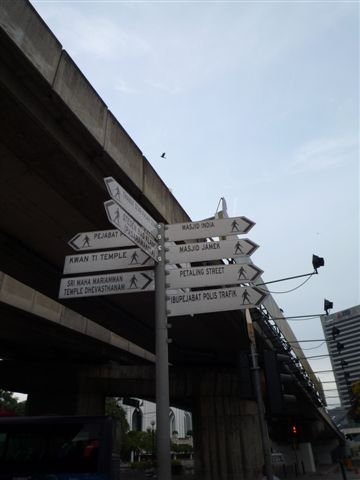 PEJABAT
KWAN TI TEMPLE
SRI MAHA MARIAMMAN
TEMPLE DHEVASTHANAM
MASJID INDIA
MASJID JAMEK
PETALING STREET
IBUPEJABAT POLIS TRAFIK